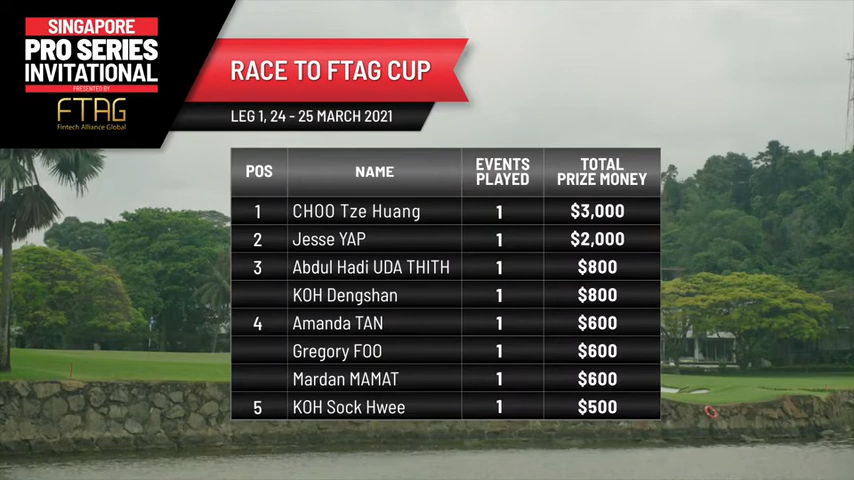 SINGAPORE
PRO SERIES
INVITATIONAL
PRESENTED BY
FTAG
Fintech Alliance Global
RACE TO FTAG CUP
LEG 1, 24 - 25 MARCH 2021
POS NAME EVENTS PLAYED TOTAL PRIZE MONEY
1 CHOO Tze Huang 1 $3,000
2 Jesse YAP 1 $2,000
3 Abdul Hadi UDA THITH 1 $800
KOH Dengshan 1 $800
4 Amanda TAN 1 $600
Gregory FOO 1 $600
Mardan MAMAT 1 $600
5 KOH Sock Hwee 1 $500